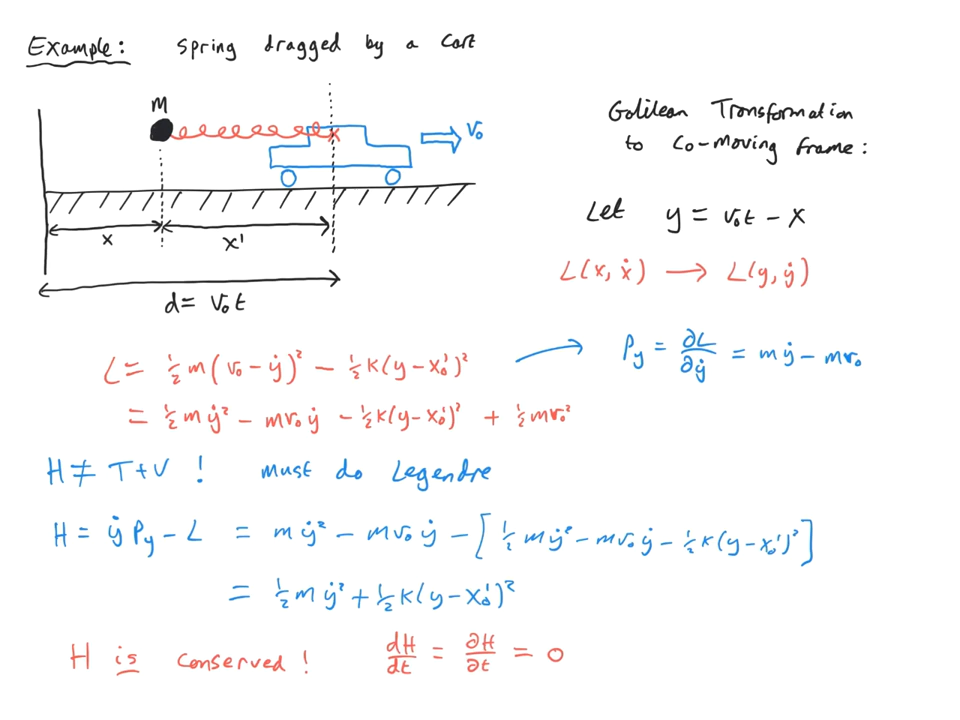 Example: Spring dragged by a Cart
M
v₀
x
x'
d = v₀t
Galilean Transformation
to Co-moving Frame:
Let y = v₀t − x
L(x, ẋ) → L(y, ẏ)
L = ½m(v₀ − ẏ)² − ½k(y − x₀')² → Py = ∂L/∂ẏ = mẏ − mv₀
= ½mẏ² − mv₀ẏ − ½k(y − x₀')² + ½mv₀²
H ≠ T+V ! must do Legendre
H = ẏPy − L = mẏ² − mv₀ẏ − [½mẏ² − mv₀ẏ − ½k(y − x₀')²]
= ½mẏ² + ½k(y − x₀')²
H is conserved! dH/dt = ∂H/∂t = 0